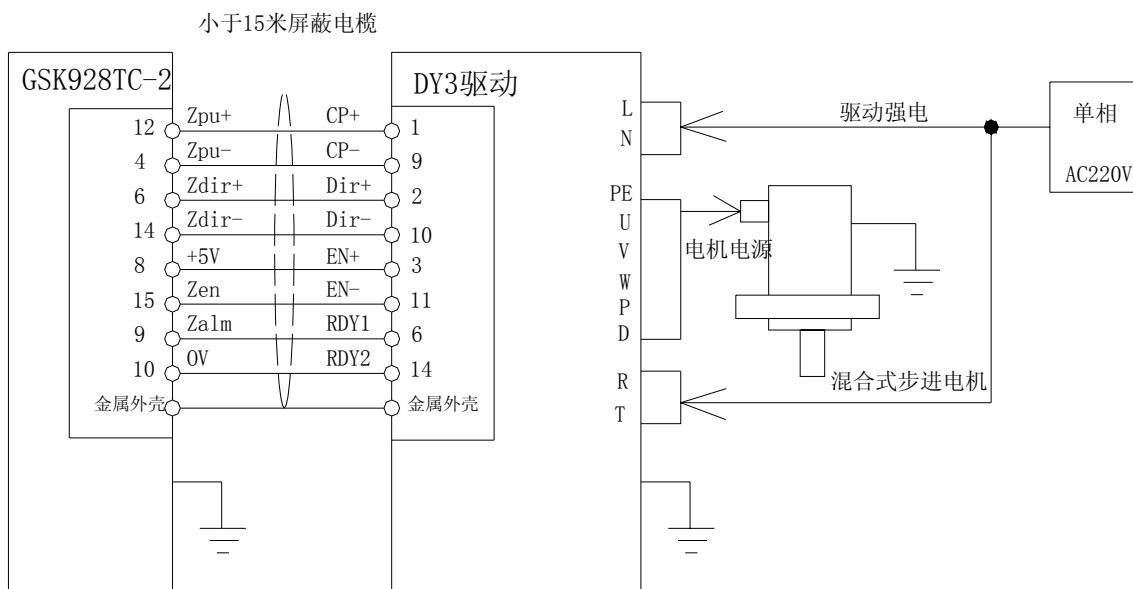 小于15米屏蔽电榄
GSK928TC-2
DY3驱动
12 Zpu+ CP+ 1
4 Zpu- CP- 9
6 Zdir+ Dir+ 2
14 Zdir- Dir- 10
8 +5V EN+ 3
15 Zen EN- 11
9 Zalm RDY1 6
10 0V RDY2 14
金属外壳 金属外壳
L
N
PE
U
V
W
P
D
R
T
驱动强电
电机电源
混合式步进电机
单相
AC220V